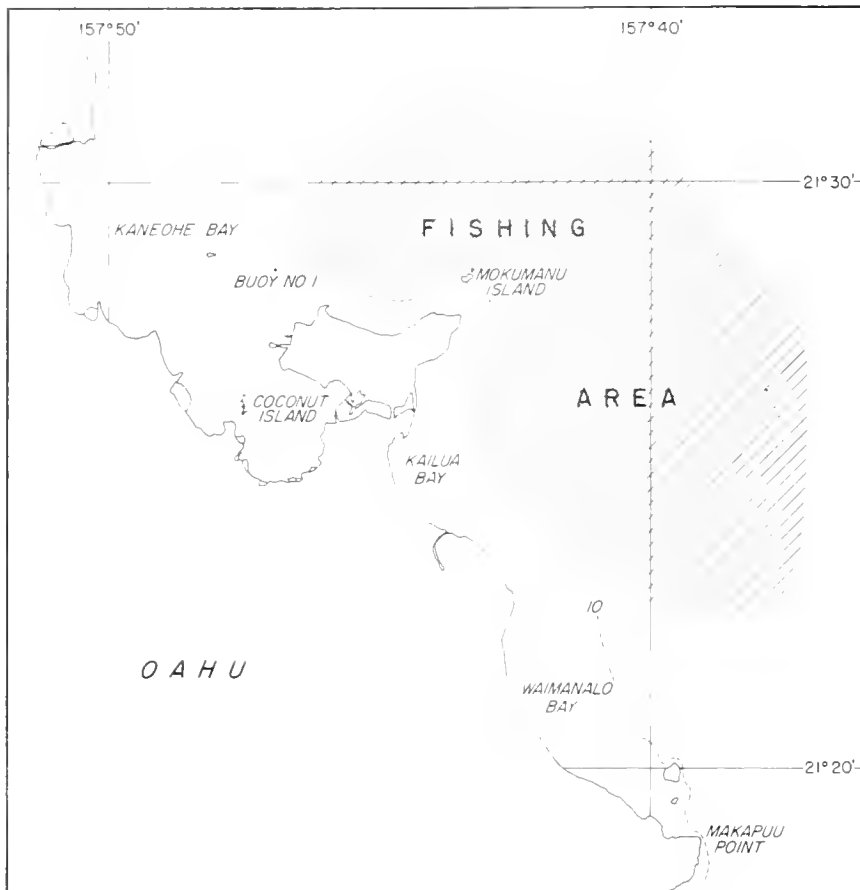 157°50'
157°40'
21°30'
FISHING
KANEOHE BAY
BUOY NO 1
MOKUMANU
ISLAND
AREA
COCONUT
ISLAND
KAILUA
BAY
10
OAHU
WAIMANALO
BAY
21°20'
MAKAPUU
POINT